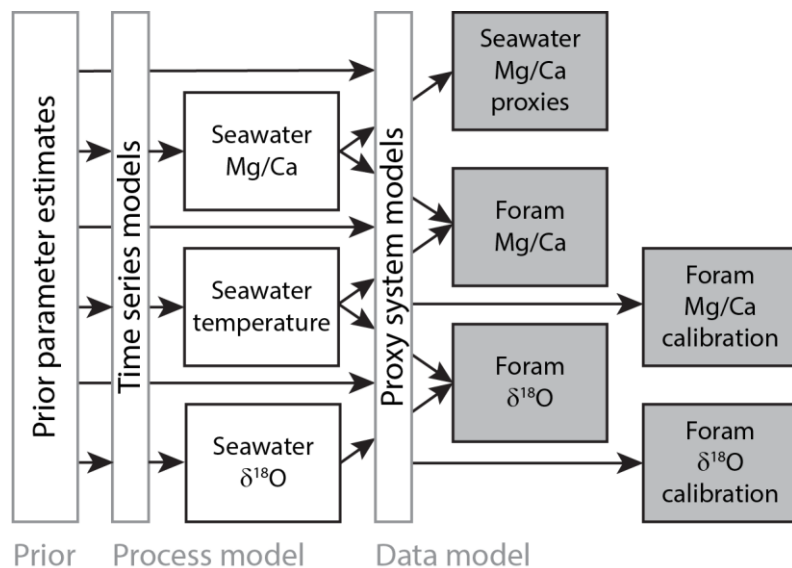 Prior parameter estimates
Time series models
Seawater
Mg/Ca
Seawater
temperature
Seawater
δ¹⁸O
Proxy system models
Seawater
Mg/Ca
proxies
Foram
Mg/Ca
Foram
δ¹⁸O
Foram
Mg/Ca
calibration
Foram
δ¹⁸O
calibration
Prior
Process model
Data model